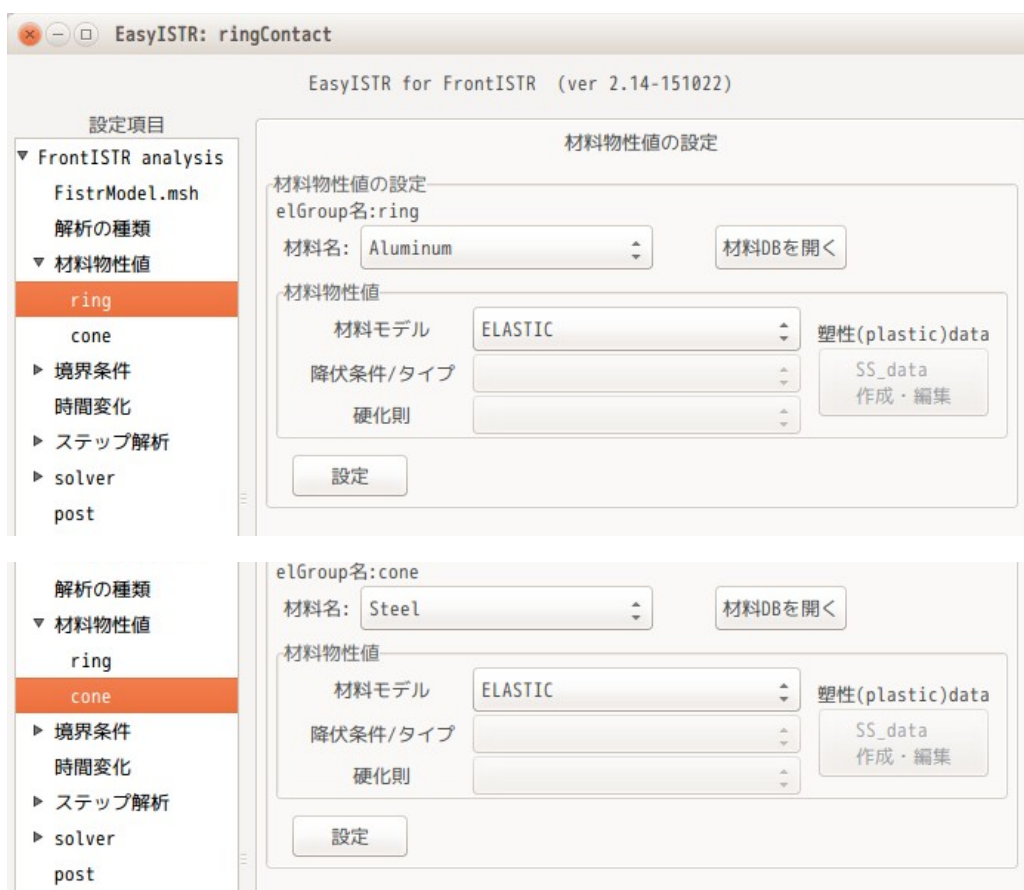 EasyISTR: ringContact
EasyISTR for FrontISTR (ver 2.14-151022)
設定項目
FrontISTR analysis
FistrModel.msh
解析の種類
材料物性値
ring
cone
境界条件
時間変化
ステップ解析
solver
post
材料物性値の設定
材料物性値の設定
elGroup名:ring
材料名: Aluminum 材料DBを開く
材料物性値
材料モデル ELASTIC 塑性(plastic)data
降伏条件/タイプ SS_data
作成・編集
硬化則
設定
解析の種類
材料物性値
ring
cone
境界条件
時間変化
ステップ解析
solver
post
elGroup名:cone
材料名: Steel 材料DBを開く
材料物性値
材料モデル ELASTIC 塑性(plastic)data
降伏条件/タイプ SS_data
作成・編集
硬化則
設定